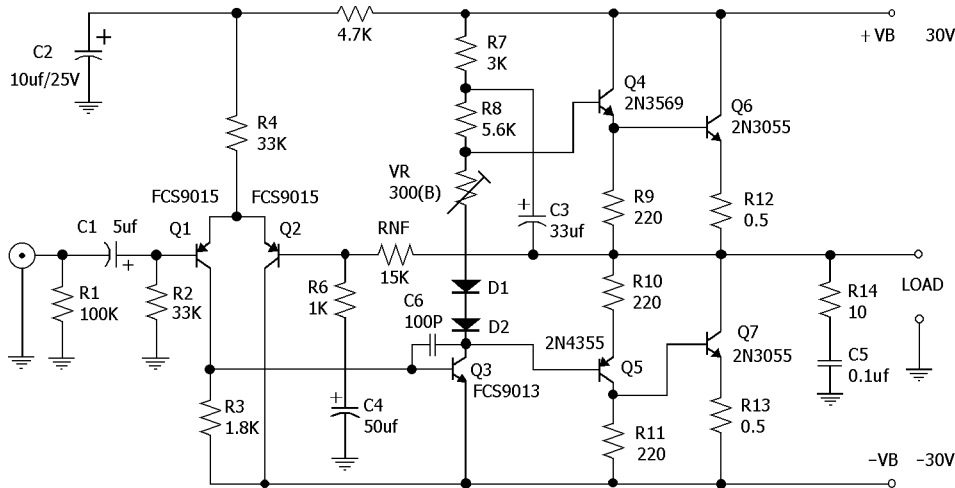 4.7K
+VB 30V
C2
10uf/25V
R7
3K
R8
5.6K
Q4
2N3569
Q6
2N3055
R4
33K
VR
300(B)
FCS9015 FCS9015
C1
5uf
Q1
Q2
RNF
15K
C3
33uf
R9
220
R12
0.5
R1
100K
R2
33K
R6
1K
C6
100P
D1
D2
R10
220
R14
10
LOAD
2N4355
Q5
Q7
2N3055
C5
0.1uf
Q3
FCS9013
R3
1.8K
C4
50uf
R11
220
R13
0.5
-VB -30V